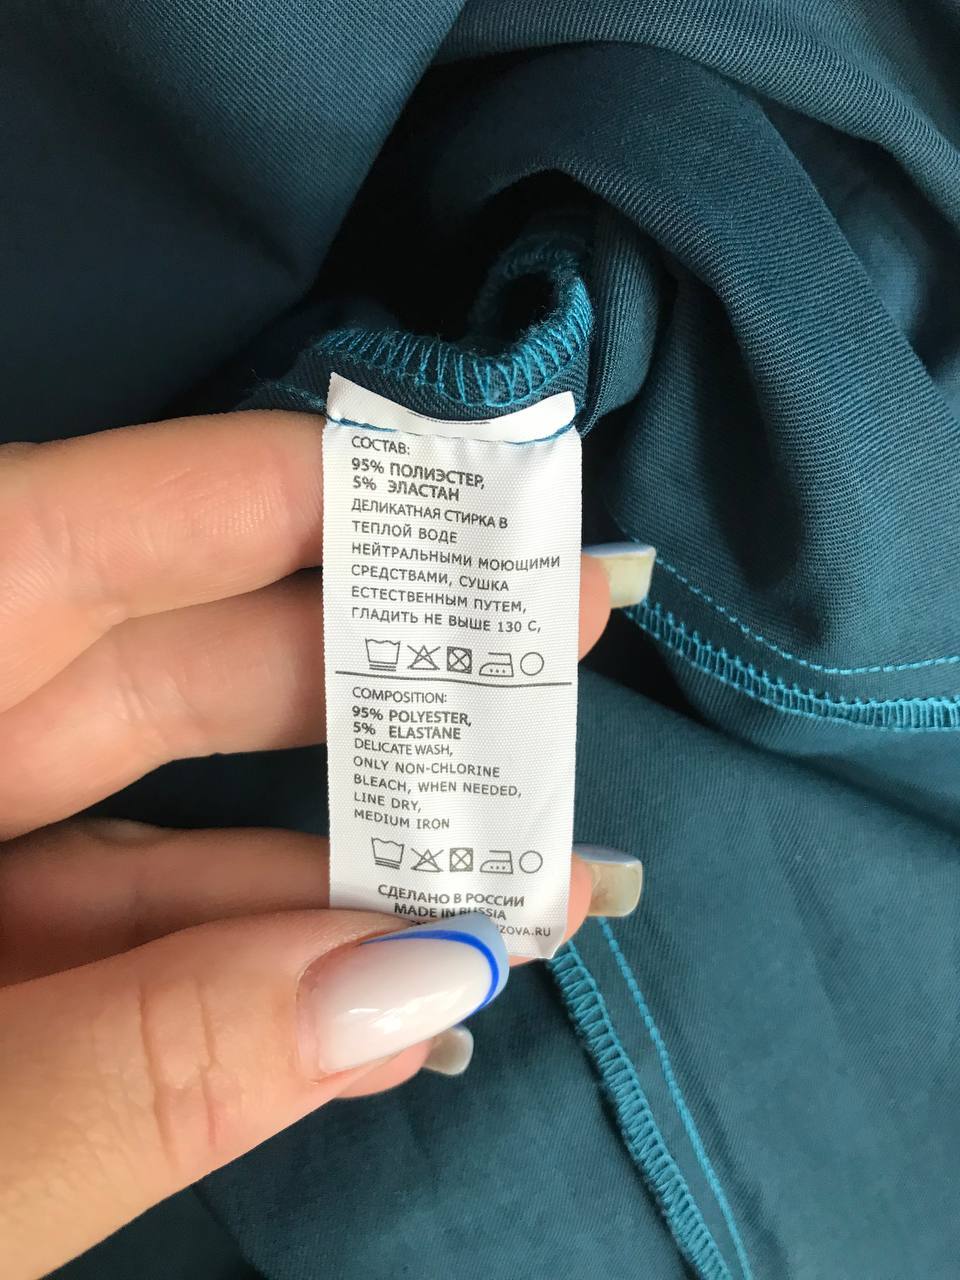 СОСТАВ:
95% ПОЛИЭСТЕР,
5% ЭЛАСТАН
ДЕЛИКАТНАЯ СТИРКА В
ТЕПЛОЙ ВОДЕ
НЕЙТРАЛЬНЫМИ МОЮЩИМИ
СРЕДСТВАМИ, СУШКА
ЕСТЕСТВЕННЫМ ПУТЕМ,
ГЛАДИТЬ НЕ ВЫШЕ 130 С,
COMPOSITION:
95% POLYESTER,
5% ELASTANE
DELICATE WASH,
ONLY NON-CHLORINE
BLEACH, WHEN NEEDED,
LINE DRY,
MEDIUM IRON
СДЕЛАНО В РОССИИ
MADE IN RUSSIA